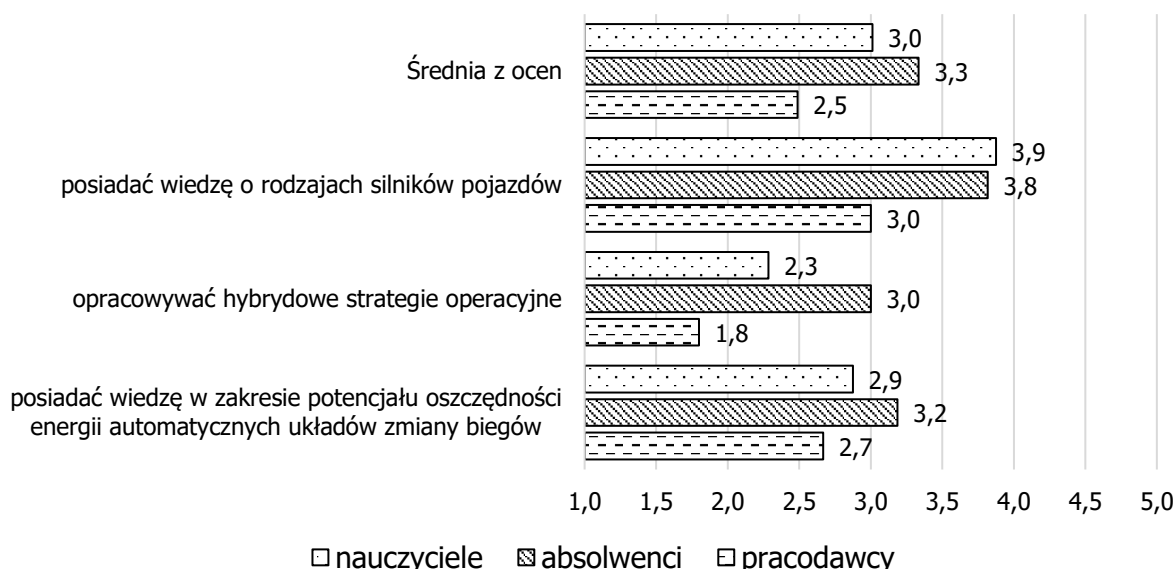 3,0
Średnia z ocen
3,3
2,5
3,9
posiadać wiedzę o rodzajach silników pojazdów
3,8
3,0
2,3
opracowywać hybrydowe strategie operacyjne
3,0
1,8
2,9
posiadać wiedzę w zakresie potencjału oszczędności
energii automatycznych układów zmiany biegów
3,2
2,7
1,0 1,5 2,0 2,5 3,0 3,5 4,0 4,5 5,0
nauczyciele absolwenci pracodawcy